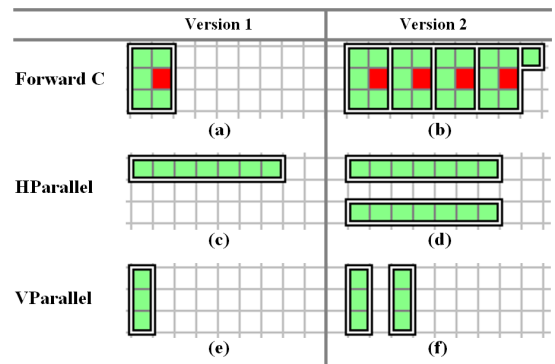 Version 1 Version 2
Forward C
(a) (b)
HParallel
(c) (d)
VParallel
(e) (f)